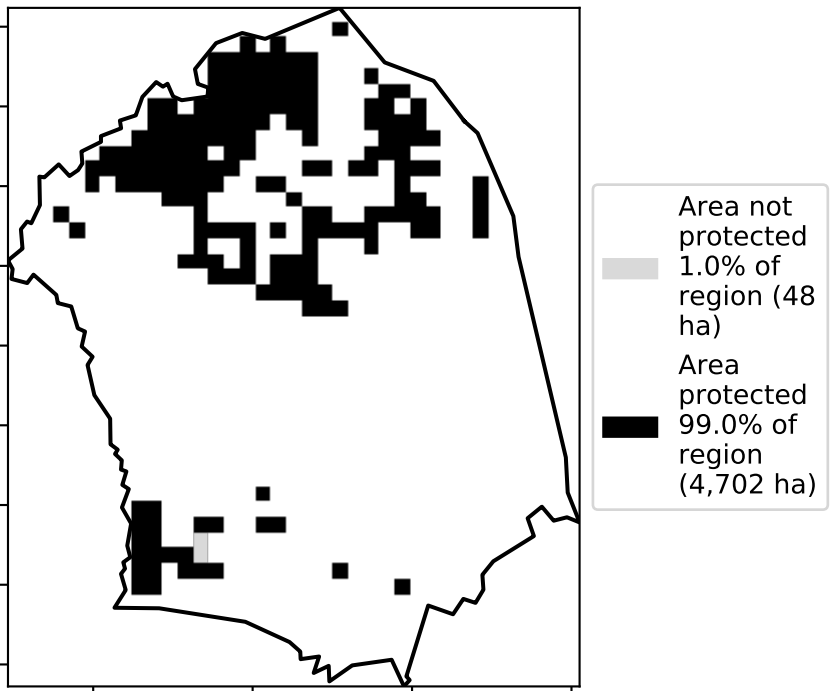 Area not
protected
1.0% of
region (48
ha)
Area
protected
99.0% of
region
(4,702 ha)